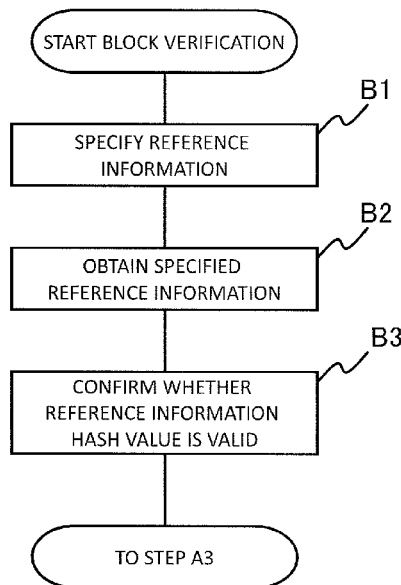 START BLOCK VERIFICATION
B1
SPECIFY REFERENCE
INFORMATION
B2
OBTAIN SPECIFIED
REFERENCE INFORMATION
B3
CONFIRM WHETHER
REFERENCE INFORMATION
HASH VALUE IS VALID
TO STEP A3